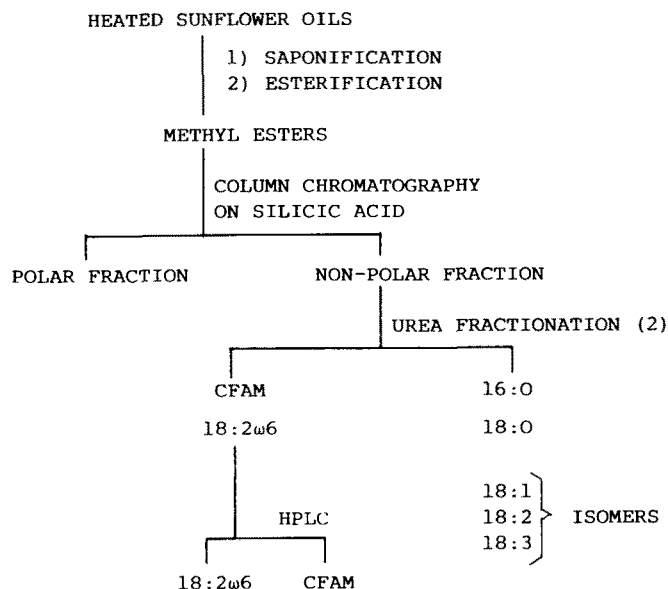 HEATED SUNFLOWER OILS
1) SAPONIFICATION
2) ESTERIFICATION
METHYL ESTERS
COLUMN CHROMATOGRAPHY
ON SILICIC ACID
POLAR FRACTION
NON-POLAR FRACTION
UREA FRACTIONATION (2)
CFAM
16:O
18:2ω6
18:O
18:1
18:2
18:3
ISOMERS
HPLC
18:2ω6
CFAM